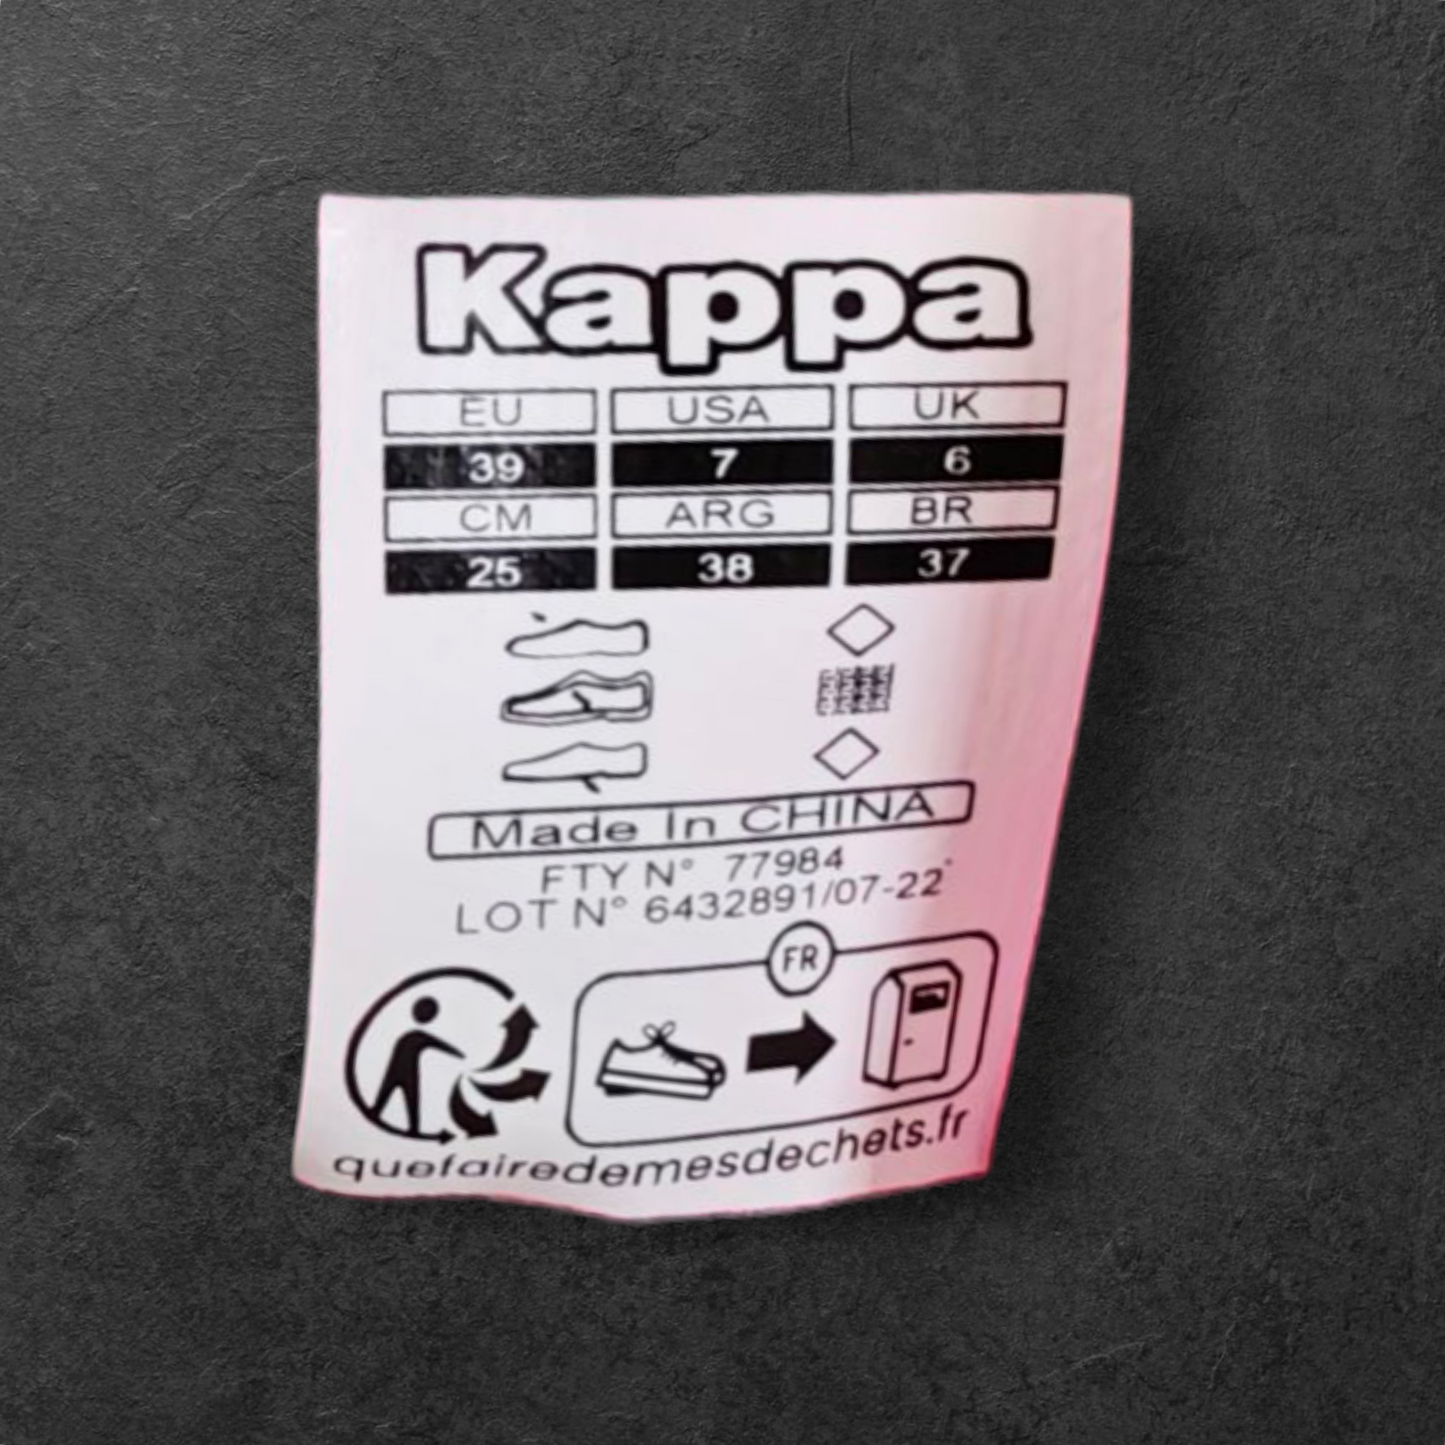 Kappa
EU USA UK
39 7 6
CM ARG BR
25 38 37
Made In CHINA
FTY N° 77984
LOT N° 6432891/07-22
FR
quefairedemesdechets.fr